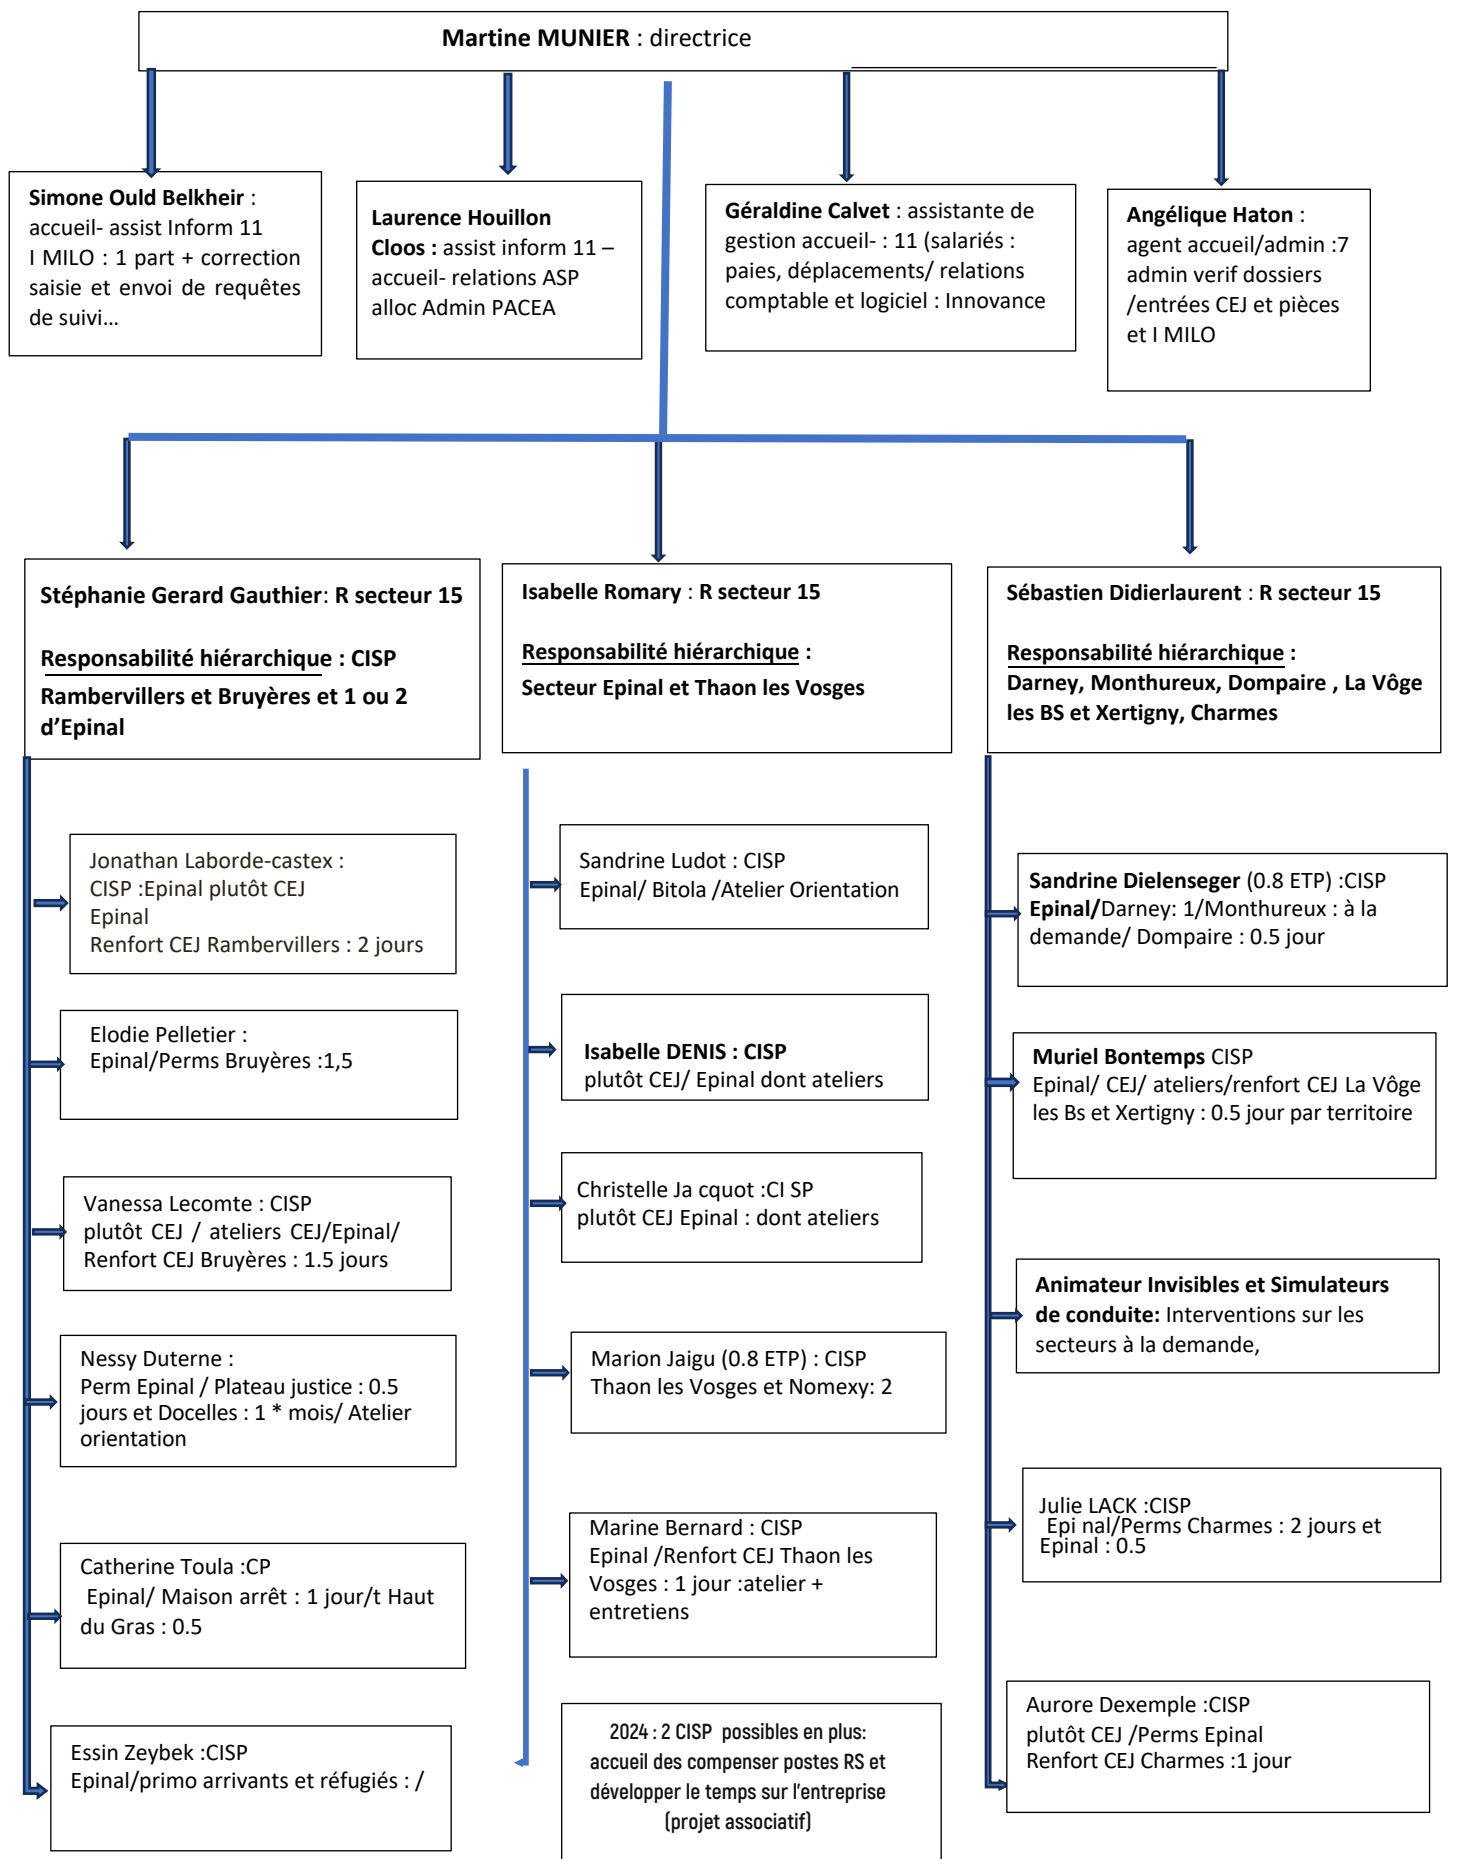 Martine MUNIER : directrice
Simone Ould Belkheir :
accueil- assist Inform 11
I MILO : 1 part + correction
saisie et envoi de requêtes
de suivi…
Laurence Houillon
Cloos : assist inform 11 –
accueil- relations ASP
alloc Admin PACEA
Géraldine Calvet : assistante de
gestion accueil- : 11 (salariés :
paies, déplacements/ relations
comptable et logiciel : Innovance
Angélique Haton :
agent accueil/admin :7
admin verif dossiers
/entrées CEJ et pièces
et I MILO
Stéphanie Gerard Gauthier: R secteur 15
Responsabilité hiérarchique : CISP
Rambervillers et Bruyères et 1 ou 2
d’Epinal
Isabelle Romary : R secteur 15
Responsabilité hiérarchique :
Secteur Epinal et Thaon les Vosges
Sébastien Didierlaurent : R secteur 15
Responsabilité hiérarchique :
Darney, Monthureux, Dompaire , La Vôge
les BS et Xertigny, Charmes
Jonathan Laborde-castex :
CISP :Epinal plutôt CEJ
Epinal
Renfort CEJ Rambervillers : 2 jours
Elodie Pelletier :
Epinal/Perms Bruyères :1,5
Vanessa Lecomte : CISP
plutôt CEJ / ateliers CEJ/Epinal/
Renfort CEJ Bruyères : 1.5 jours
Nessy Duterne :
Perm Epinal / Plateau justice : 0.5
jours et Docelles : 1 * mois/ Atelier
orientation
Catherine Toula :CP
Epinal/ Maison arrêt : 1 jour/t Haut
du Gras : 0.5
Essin Zeybek :CISP
Epinal/primo arrivants et réfugiés : /
Sandrine Ludot : CISP
Epinal/ Bitola /Atelier Orientation
Isabelle DENIS : CISP
plutôt CEJ/ Epinal dont ateliers
Christelle Ja cquot :CI SP
plutôt CEJ Epinal : dont ateliers
Marion Jaigu (0.8 ETP) : CISP
Thaon les Vosges et Nomexy: 2
Marine Bernard : CISP
Epinal /Renfort CEJ Thaon les
Vosges : 1 jour :atelier +
entretiens
2024 : 2 CISP possibles en plus:
accueil des compenser postes RS et
développer le temps sur l’entreprise
(projet associatif)
Sandrine Dielenseger (0.8 ETP) :CISP
Epinal/Darney: 1/Monthureux : à la
demande/ Dompaire : 0.5 jour
Muriel Bontemps CISP
Epinal/ CEJ/ ateliers/renfort CEJ La Vôge
les Bs et Xertigny : 0.5 jour par territoire
Animateur Invisibles et Simulateurs
de conduite: Interventions sur les
secteurs à la demande,
Julie LACK :CISP
Epi nal/Perms Charmes : 2 jours et
Epinal : 0.5
Aurore Dexemple :CISP
plutôt CEJ /Perms Epinal
Renfort CEJ Charmes :1 jour